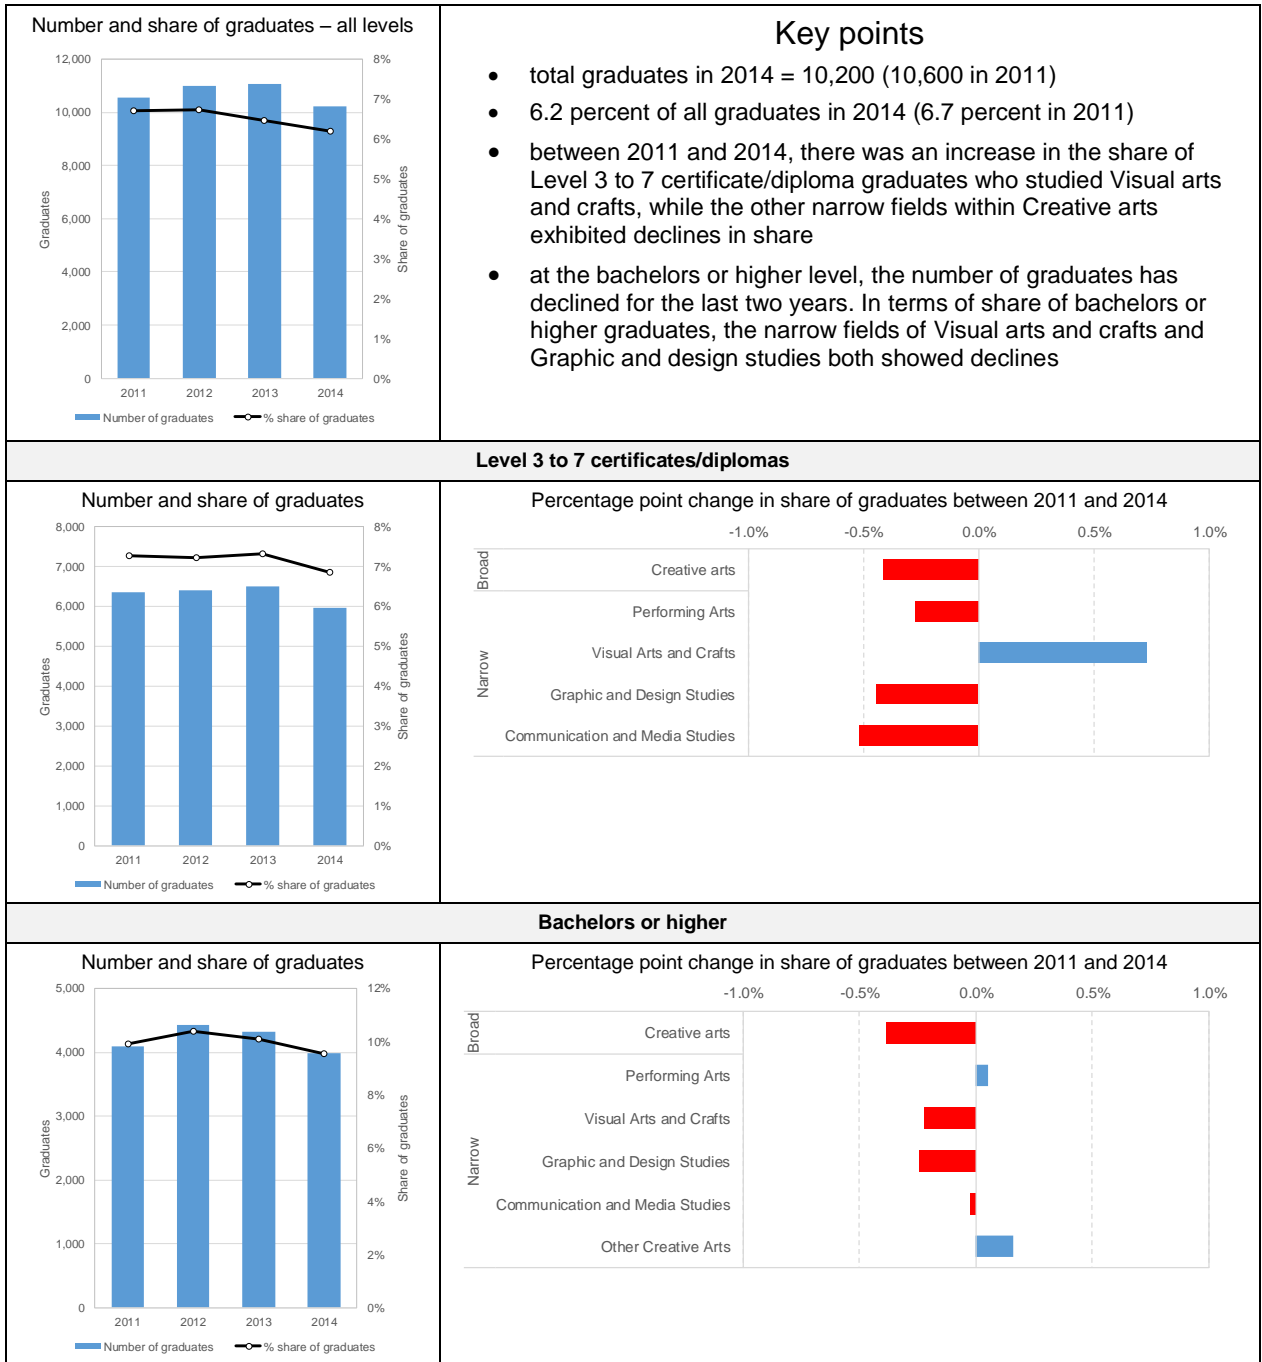 Number and share of graduates – all levels
12,000
10,000
8,000
6,000
4,000
2,000
0
Graduates
8%
7%
6%
5%
4%
3%
2%
1%
0%
Share of graduates
2011 2012 2013 2014
Number of graduates % share of graduates
Key points
• total graduates in 2014 = 10,200 (10,600 in 2011)
• 6.2 percent of all graduates in 2014 (6.7 percent in 2011)
• between 2011 and 2014, there was an increase in the share of
Level 3 to 7 certificate/diploma graduates who studied Visual arts
and crafts, while the other narrow fields within Creative arts
exhibited declines in share
• at the bachelors or higher level, the number of graduates has
declined for the last two years. In terms of share of bachelors or
higher graduates, the narrow fields of Visual arts and crafts and
Graphic and design studies both showed declines
Level 3 to 7 certificates/diplomas
Number and share of graduates
8,000
7,000
6,000
5,000
4,000
3,000
2,000
1,000
0
Graduates
8%
7%
6%
5%
4%
3%
2%
1%
0%
Share of graduates
2011 2012 2013 2014
Number of graduates % share of graduates
Percentage point change in share of graduates between 2011 and 2014
-1.0% -0.5% 0.0% 0.5% 1.0%
Broad
Creative arts
Narrow
Performing Arts
Visual Arts and Crafts
Graphic and Design Studies
Communication and Media Studies
Bachelors or higher
Number and share of graduates
5,000
4,000
3,000
2,000
1,000
0
Graduates
12%
10%
8%
6%
4%
2%
0%
Share of graduates
2011 2012 2013 2014
Number of graduates % share of graduates
Percentage point change in share of graduates between 2011 and 2014
-1.0% -0.5% 0.0% 0.5% 1.0%
Broad
Creative arts
Narrow
Performing Arts
Visual Arts and Crafts
Graphic and Design Studies
Communication and Media Studies
Other Creative Arts